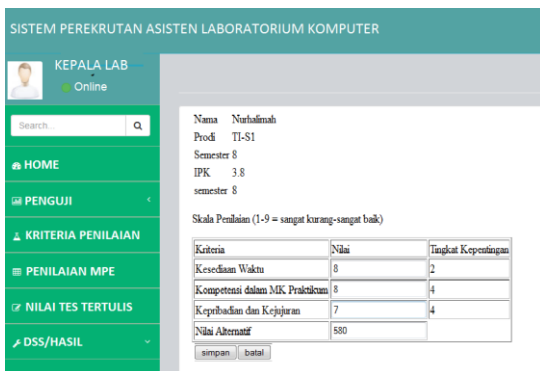 SISTEM PEREKRUTAN ASISTEN LABORATORIUM KOMPUTER
KEPALA LAB
Online
Search...
HOME
PENGUJI
KRITERIA PENILAIAN
PENILAIAN MPE
NILAI TES TERTULIS
DSS/HASIL
Nama Nurhalimah
Prodi TI-S1
Semester 8
IPK 3.8
semester 8
Skala Penilaian (1-9 = sangat kurang-sangat baik)
Kriteria Nilai Tingkat Kepentingan
Kesediaan Waktu 8 2
Kompetensi dalam MK Praktikum 8 4
Kepribadian dan Kejujuran 7 4
Nilai Alternatif 580
simpan batal